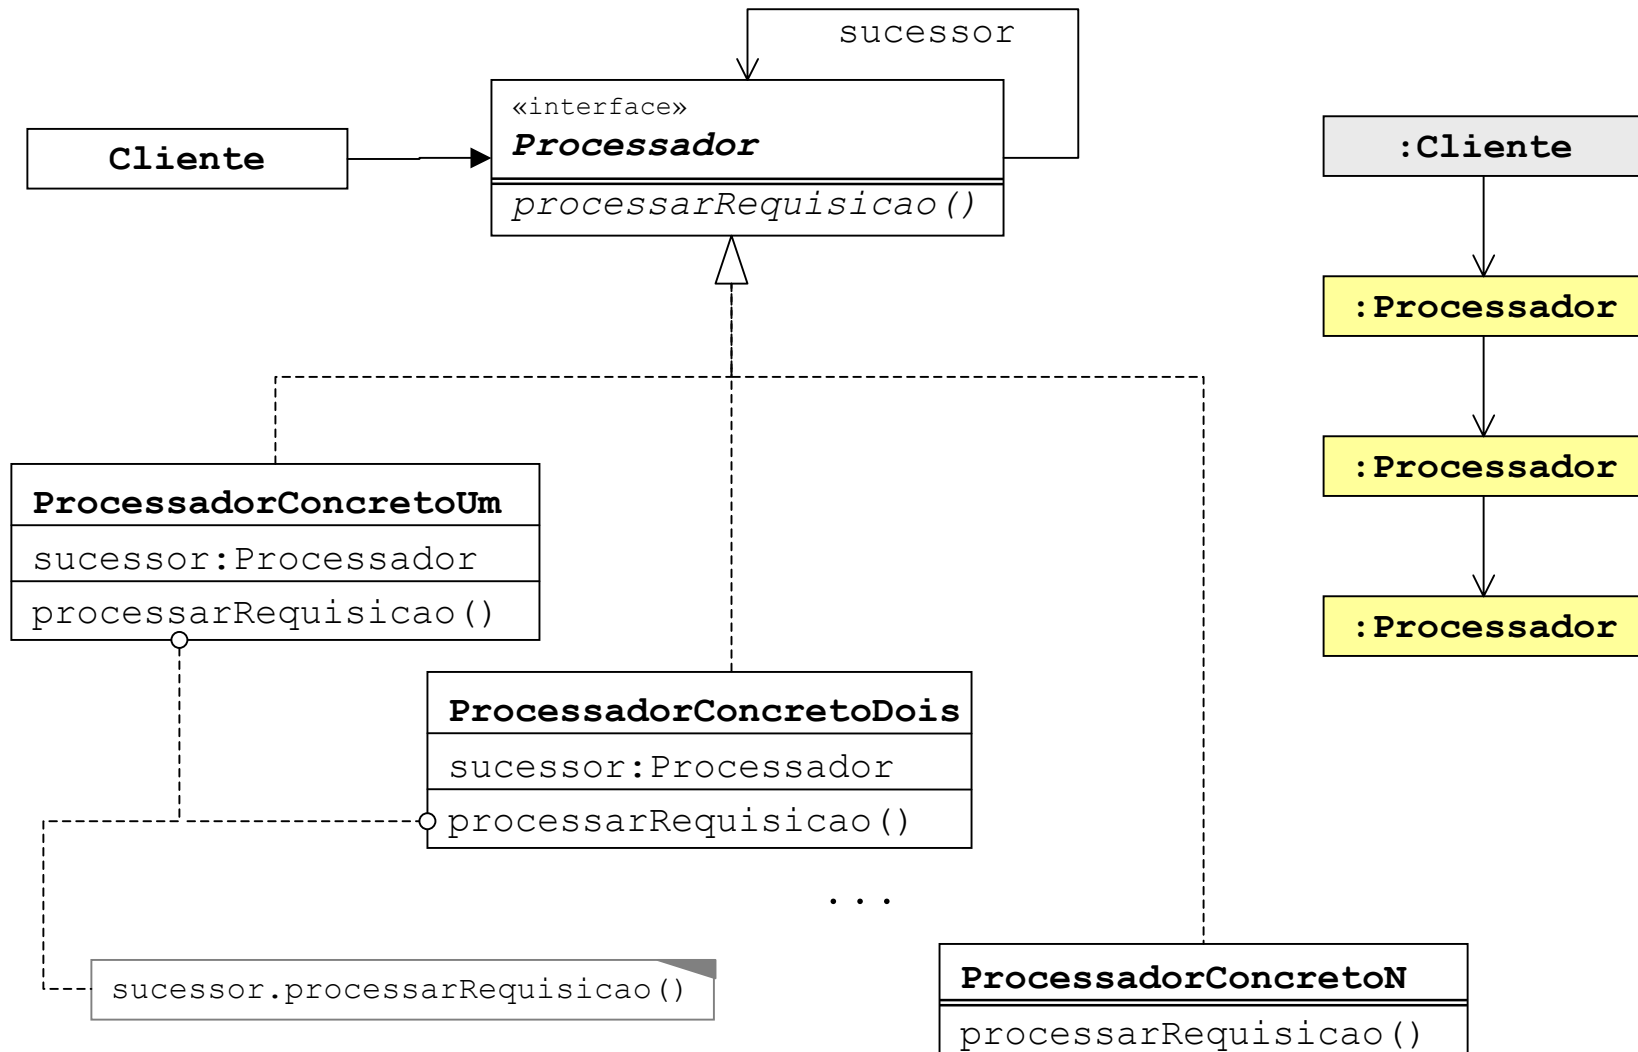 sucessor
«interface»
Processador
processarRequisicao()
Cliente
:Cliente
:Processador
:Processador
:Processador
ProcessadorConcretoUm
sucessor:Processador
processarRequisicao()
ProcessadorConcretoDois
sucessor:Processador
processarRequisicao()
...
sucessor.processarRequisicao()
ProcessadorConcretoN
processarRequisicao()